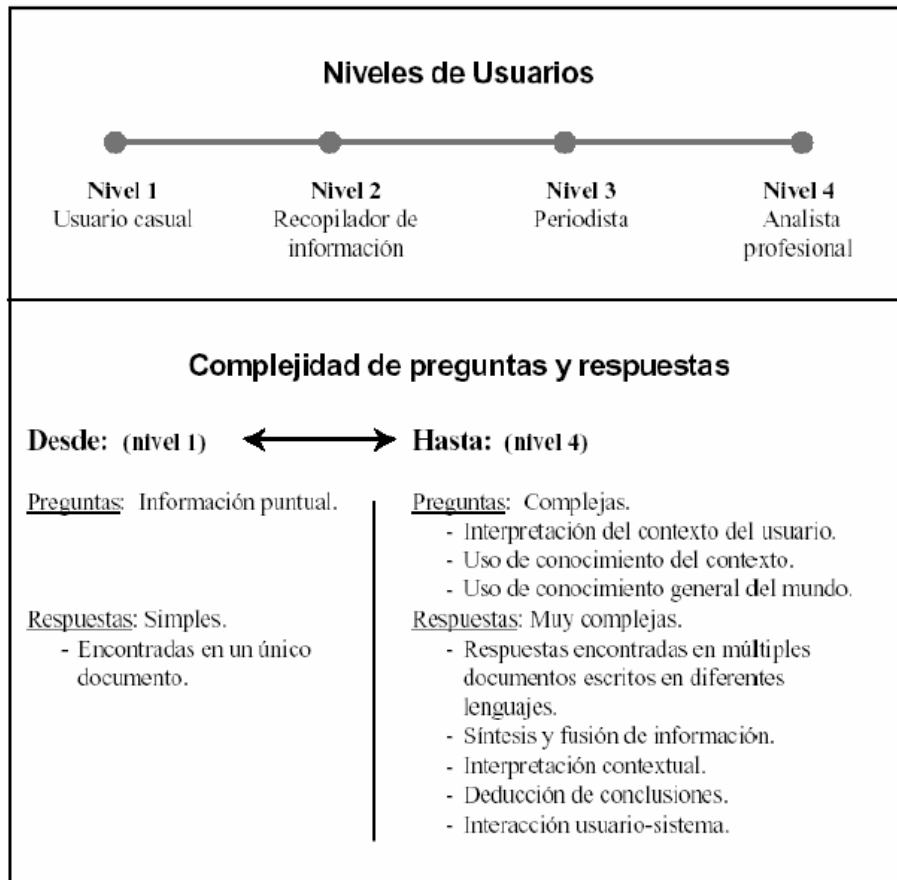 Niveles de Usuarios
Nivel 1
Usuario casual
Nivel 2
Recopilador de
información
Nivel 3
Periodista
Nivel 4
Analista
profesional
Complejidad de preguntas y respuestas
Desde: (nivel 1)
Preguntas: Información puntual.
Respuestas: Simples.
- Encontradas en un único
documento.
Hasta: (nivel 4)
Preguntas: Complejas.
- Interpretación del contexto del usuario.
- Uso de conocimiento del contexto.
- Uso de conocimiento general del mundo.
Respuestas: Muy complejas.
- Respuestas encontradas en múltiples
documentos escritos en diferentes
lenguajes.
- Síntesis y fusión de información.
- Interpretación contextual.
- Deducción de conclusiones.
- Interacción usuario-sistema.